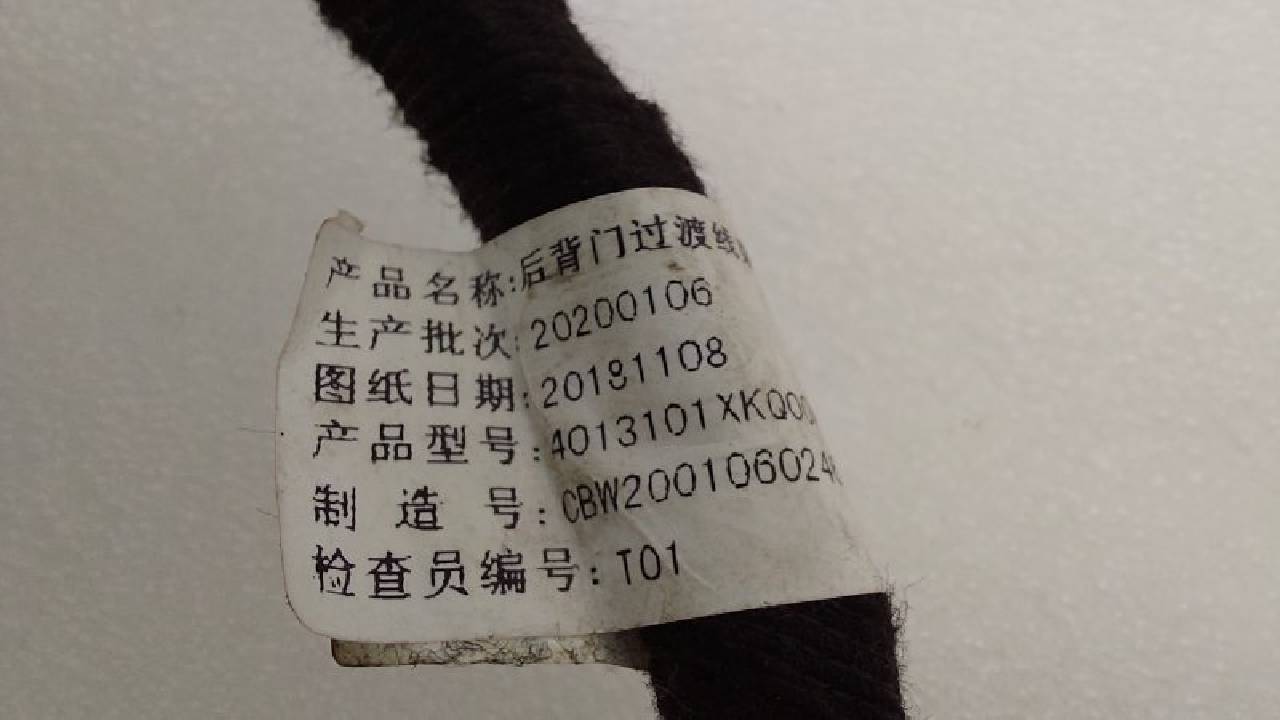 产品名称:后背门过渡线
生产批次:20200106
图纸日期:20181108
产品型号:4013101XKQ00
制造号:CBW200106024
检查员编号:T01